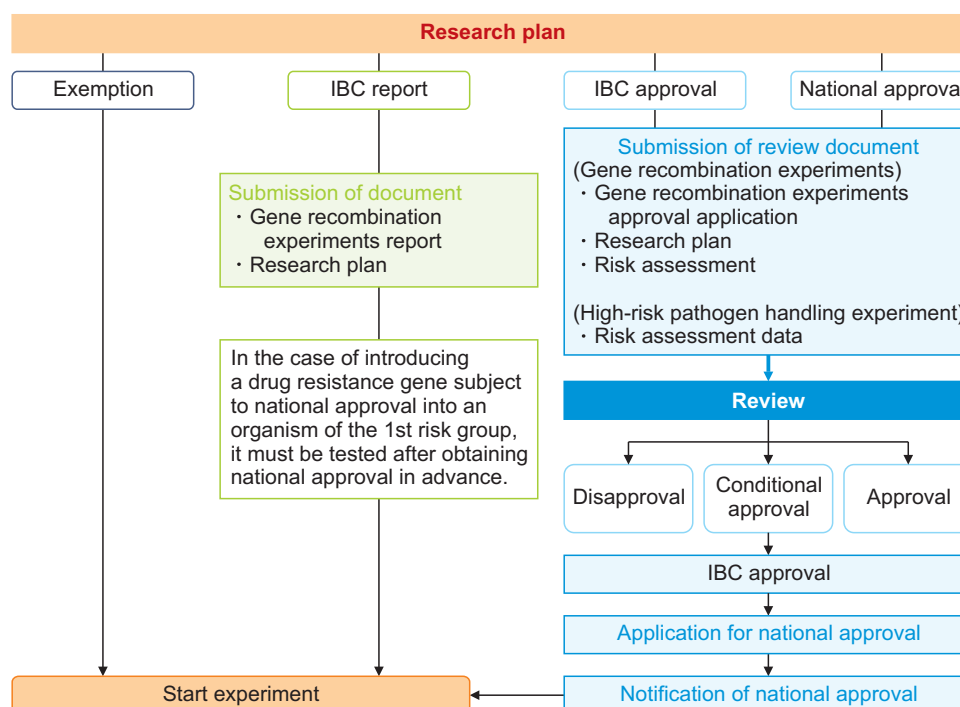 Research plan
Exemption
IBC report
IBC approval
National approval
Submission of document
· Gene recombination
experiments report
· Research plan
In the case of introducing
a drug resistance gene subject
to national approval into an
organism of the 1st risk group,
it must be tested after obtaining
national approval in advance.
Submission of review document
(Gene recombination experiments)
· Gene recombination experiments
approval application
· Research plan
· Risk assessment
(High-risk pathogen handling experiment)
· Risk assessment data
Review
Disapproval
Conditional
approval
Approval
IBC approval
Application for national approval
Notification of national approval
Start experiment